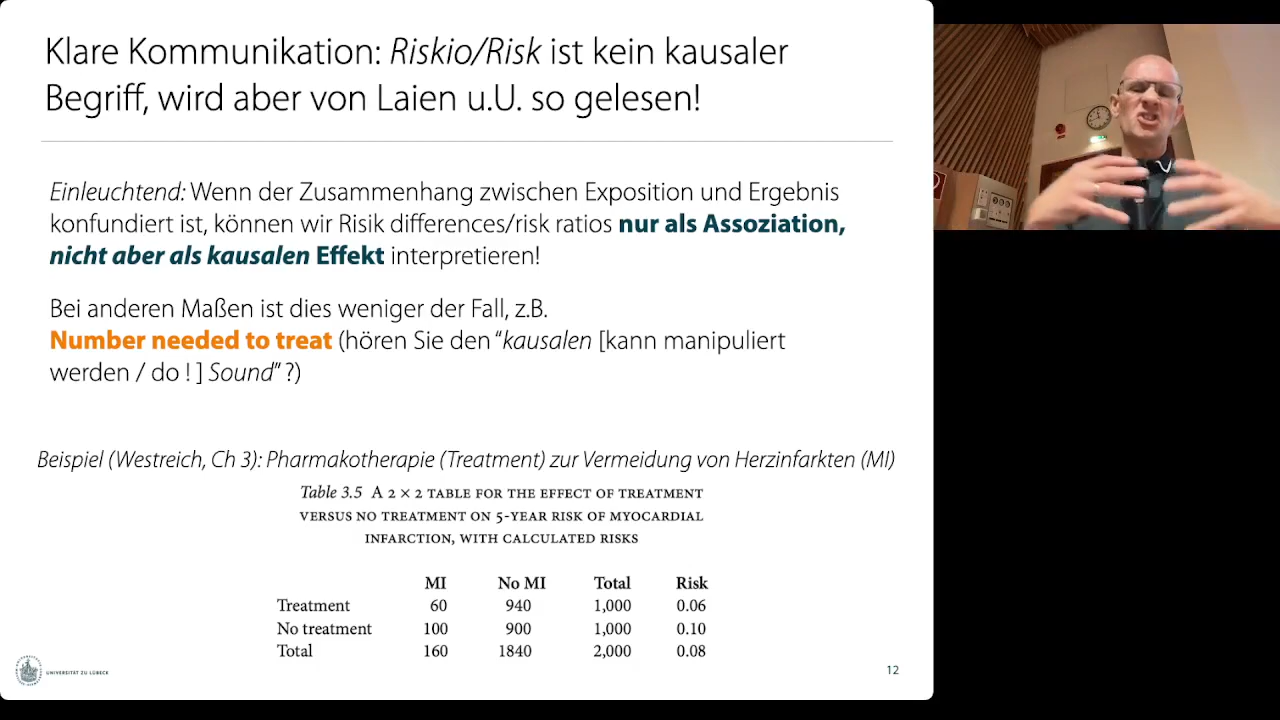 Klare Kommunikation: Riskio/Risk ist kein kausaler
Begriff, wird aber von Laien u.U. so gelesen!
Einleuchtend: Wenn der Zusammenhang zwischen Exposition und Ergebnis
konfundiert ist, können wir Risik differences/risk ratios nur als Assoziation,
nicht aber als kausalen Effekt interpretieren!
Bei anderen Maßen ist dies weniger der Fall, z.B.
Number needed to treat (hören Sie den “kausalen [kann manipuliert
werden / do ! ] Sound” ?)
Beispiel (Westreich, Ch 3): Pharmakotherapie (Treatment) zur Vermeidung von Herzinfarkten (MI)
Table 3.5 A 2 × 2 TABLE FOR THE EFFECT OF TREATMENT
VERSUS NO TREATMENT ON 5-YEAR RISK OF MYOCARDIAL
INFARCTION, WITH CALCULATED RISKS
MI No MI Total Risk
Treatment 60 940 1,000 0.06
No treatment 100 900 1,000 0.10
Total 160 1840 2,000 0.08
UNIVERSITÄT ZU LÜBECK
12